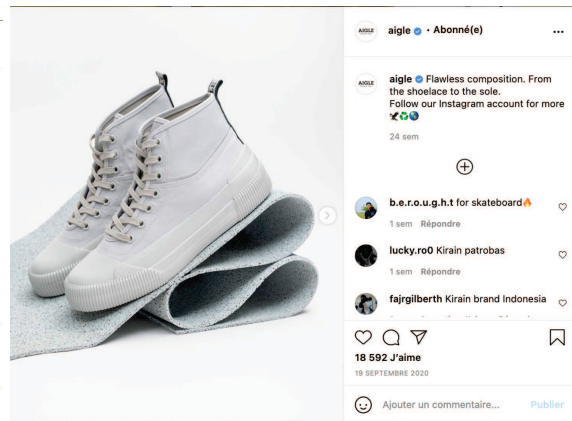 AIGLE
aigle • Abonné(e)
AIGLE
aigle Flawless composition. From
the shoelace to the sole.
Follow our Instagram account for more
24 sem
b.e.r.o.u.g.h.t for skateboard🔥
1 sem Répondre
lucky.ro0 Kirain patrobas
1 sem Répondre
fajrgilberth Kirain brand Indonesia
18 592 J'aime
19 SEPTEMBRE 2020
Ajouter un commentaire... Publier